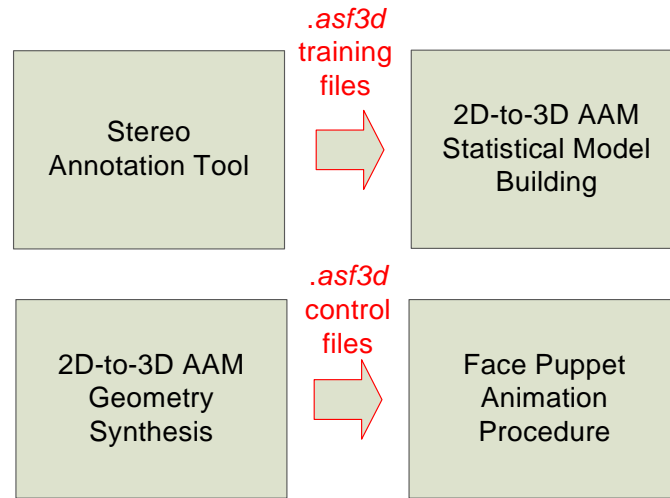 .asf3d
training
files
Stereo
Annotation Tool
2D-to-3D AAM
Statistical Model
Building
.asf3d
control
files
2D-to-3D AAM
Geometry
Synthesis
Face Puppet
Animation
Procedure